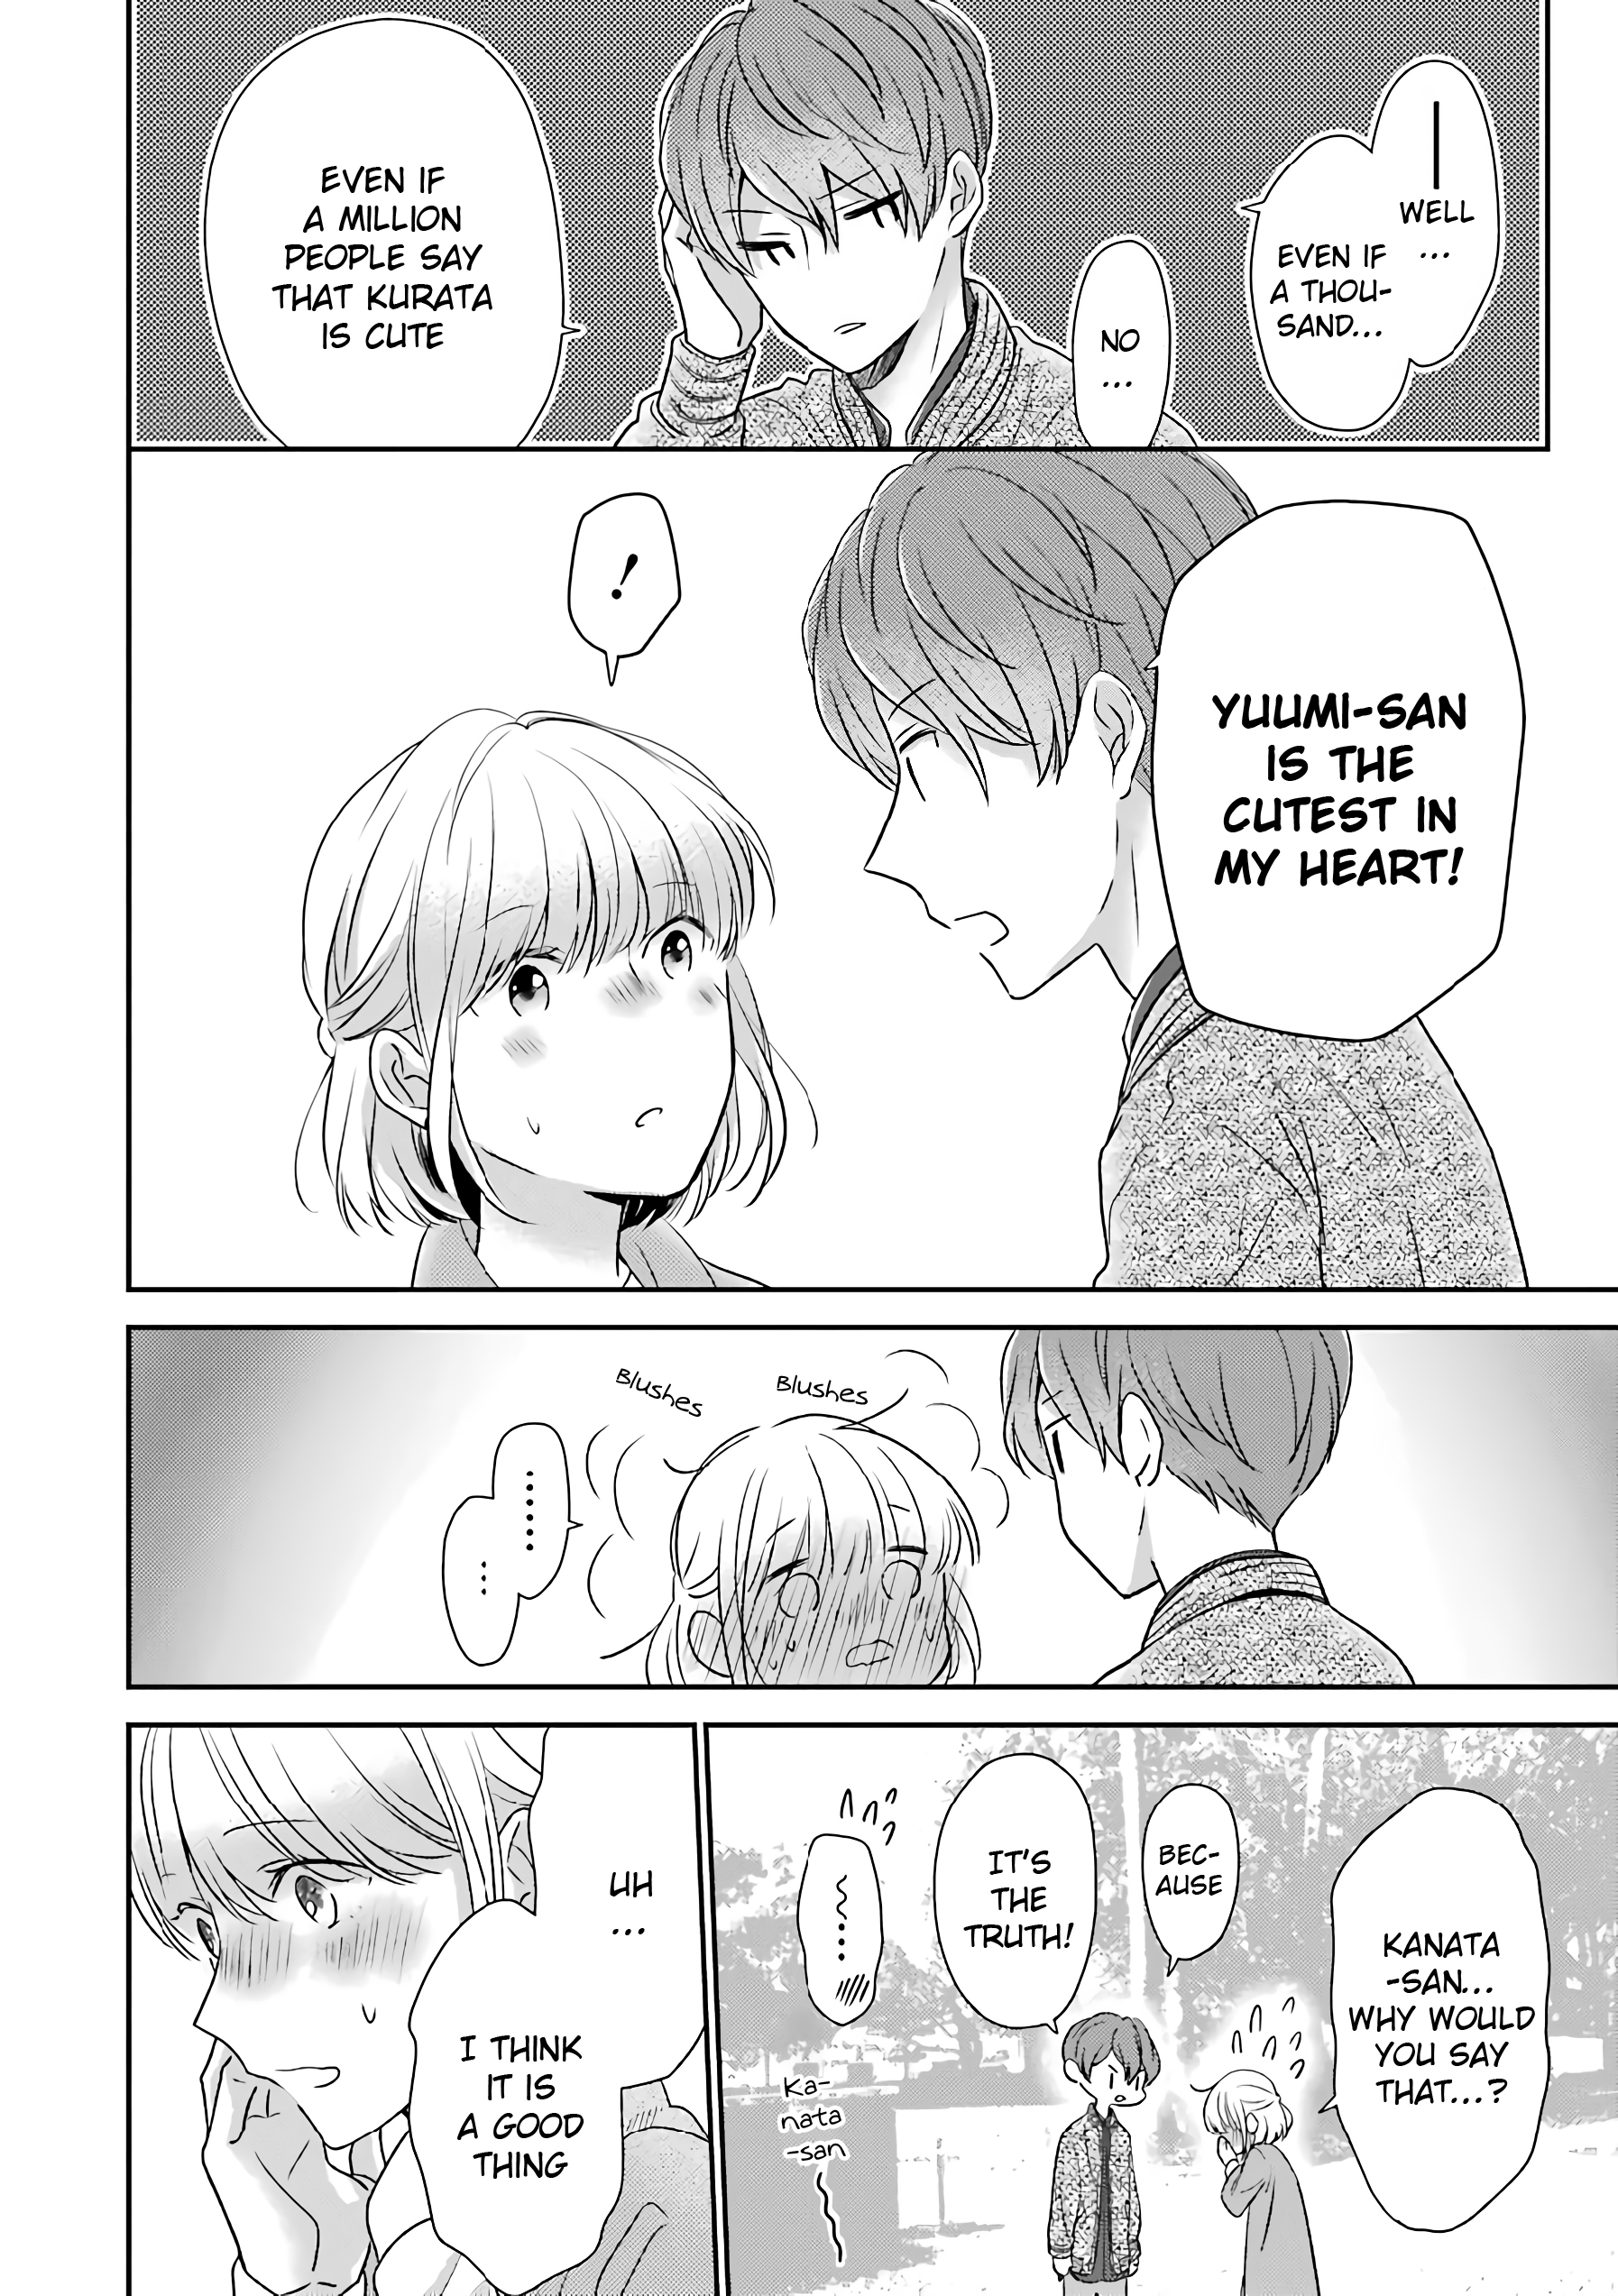 WELL
...
EVEN IF
A THOU-
SAND...
NO
...
EVEN IF
A MILLION
PEOPLE SAY
THAT KURATA
IS CUTE
YUUMI-SAN
IS THE
CUTEST IN
MY HEART!
!
Blushes
Blushes
........
...
KANATA
-SAN...
WHY WOULD
YOU SAY
THAT...?
BEC-
AUSE
IT'S
THE
TRUTH!
Ka-
nata
-san
UH
...
I THINK
IT IS
A GOOD
THING